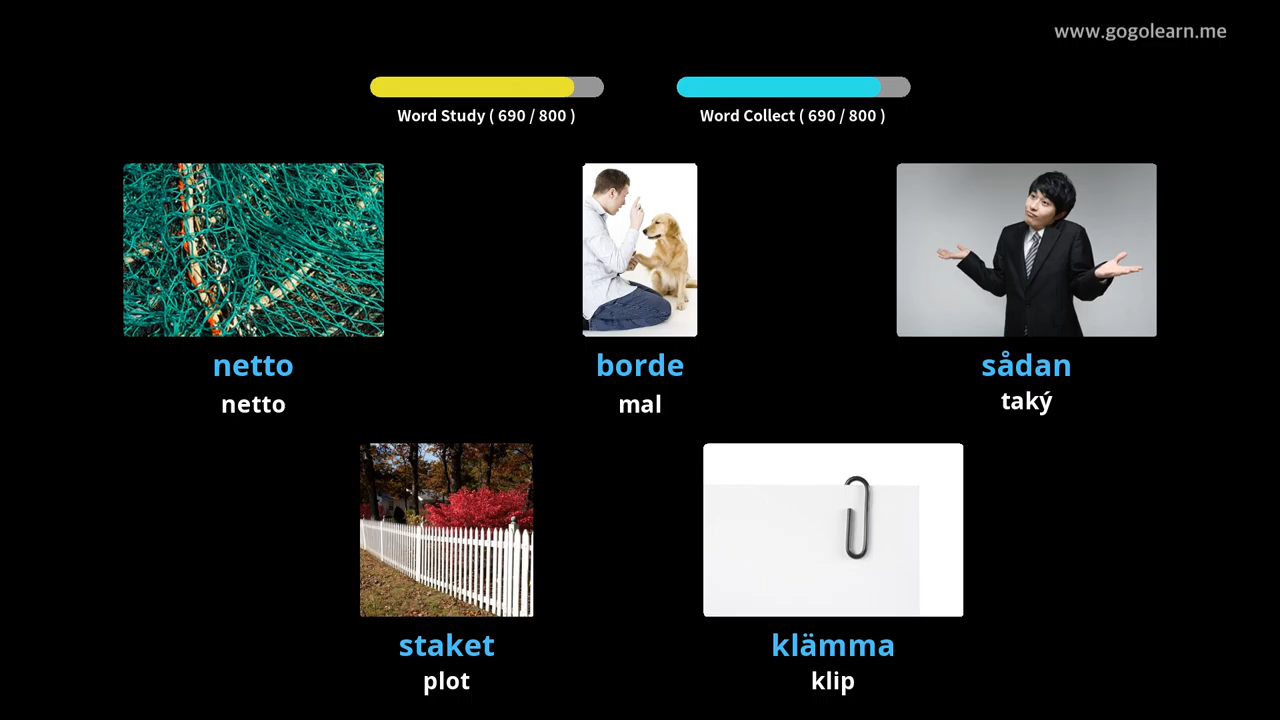 www.gogolearn.me
Word Study ( 690 / 800 )
Word Collect ( 690 / 800 )
netto
netto
borde
mal
sådan
taký
staket
plot
klämma
klip